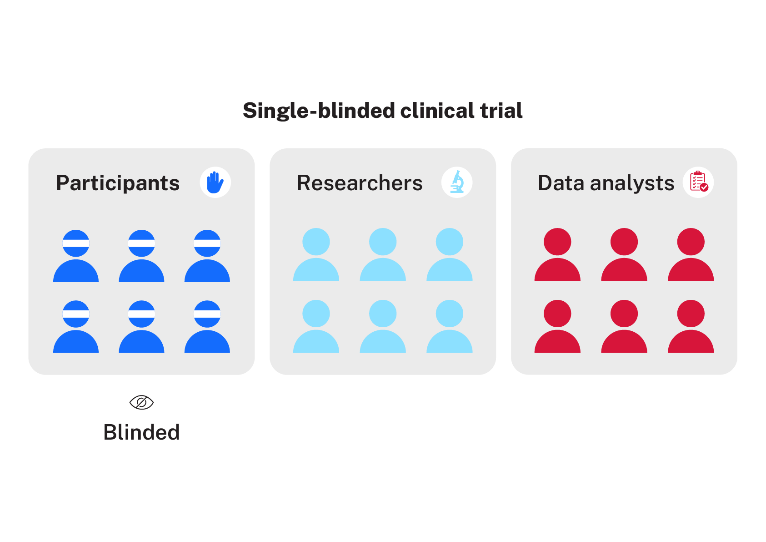 Single-blinded clinical trial
Participants
Researchers
Data analysts
Blinded